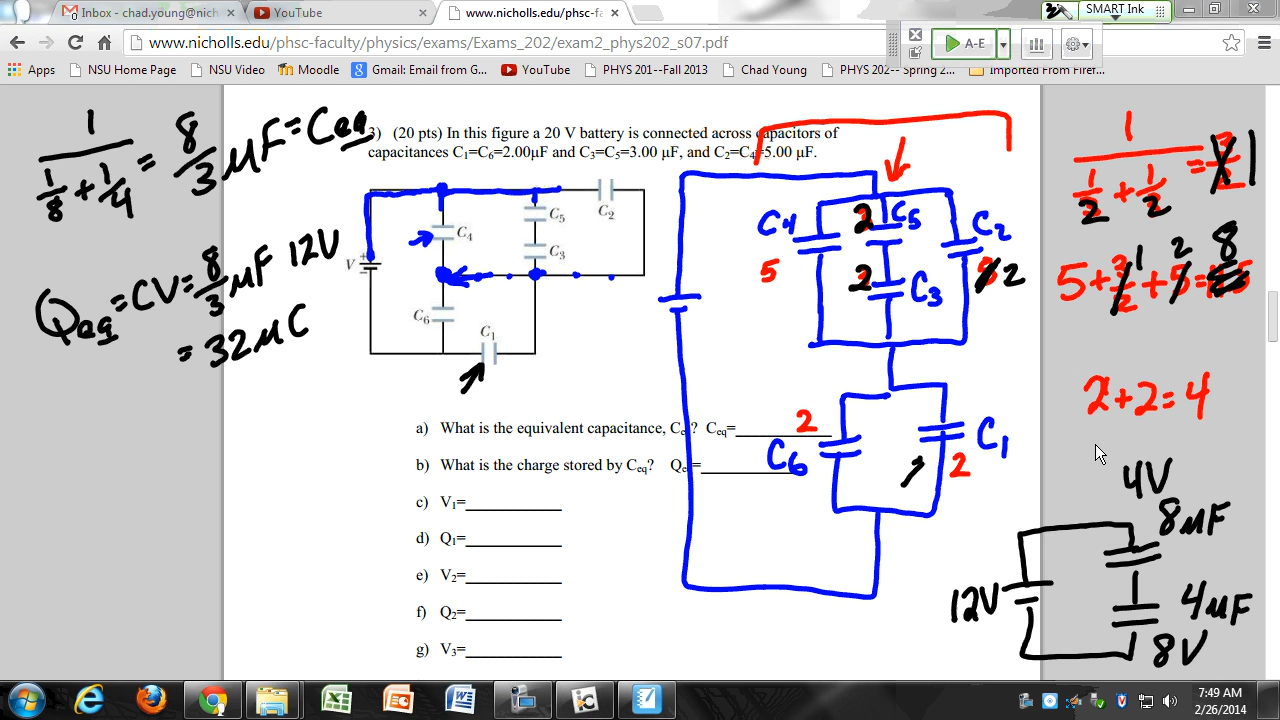 Inbox - chad.young@nich
YouTube
www.nicholls.edu/phsc-fa
SMART Ink
www.nicholls.edu/phsc-faculty/physics/exams/Exams_202/exam2_phys202_s07.pdf
A-E
Apps
NSU Home Page
NSU Video
Moodle
Gmail: Email from G...
YouTube
PHYS 201--Fall 2013
Chad Young
PHYS 202-- Spring 2...
Imported From Firef...
1/(1/8+1/4) = 8/3 μF = Ceq
3) (20 pts) In this figure a 20 V battery is connected across capacitors of
capacitances C₁=C₆=2.00μF and C₃=C₅=3.00 μF, and C₂=C₄=5.00 μF.
C₂
C₅
C₄
C₃
V
C₆
C₁
Qeq = CV = 8/3 μF 12V
= 32μC
C4
5
2
C5
2
C3
C2
2
2
C6
C1
2
1/(1/2+1/2) = 1
5+1+2=8
2+2=4
4V
8μF
12V
4μF
8V
a) What is the equivalent capacitance, Ceq? Ceq=__________
b) What is the charge stored by Ceq? Qeq=__________
c) V₁=__________
d) Q₁=__________
e) V₂=__________
f) Q₂=__________
g) V₃=__________
7:49 AM
2/26/2014